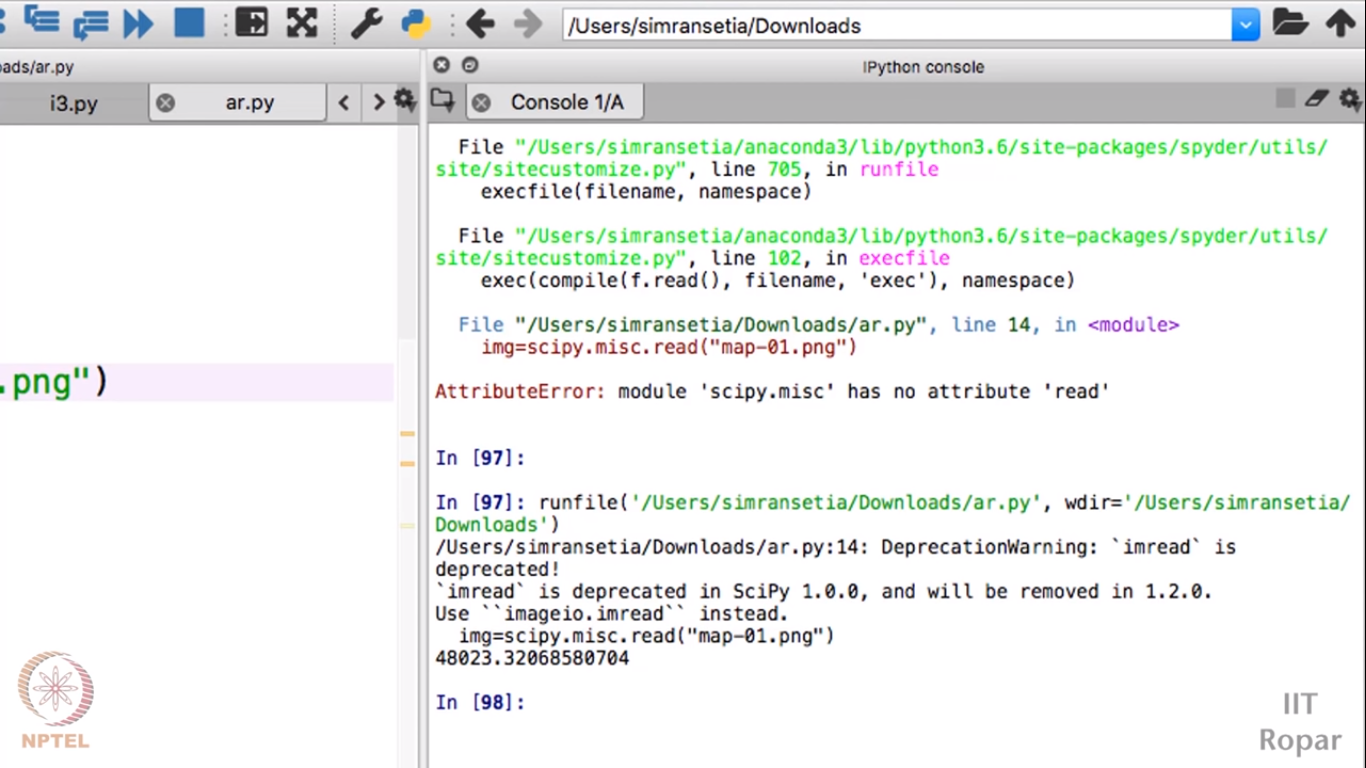 /Users/simransetia/Downloads
ads/ar.py
IPython console
i3.py
ar.py
Console 1/A
.png")
File "/Users/simransetia/anaconda3/lib/python3.6/site-packages/spyder/utils/
site/sitecustomize.py", line 705, in runfile
execfile(filename, namespace)
File "/Users/simransetia/anaconda3/lib/python3.6/site-packages/spyder/utils/
site/sitecustomize.py", line 102, in execfile
exec(compile(f.read(), filename, 'exec'), namespace)
File "/Users/simransetia/Downloads/ar.py", line 14, in <module>
img=scipy.misc.read("map-01.png")
AttributeError: module 'scipy.misc' has no attribute 'read'
In [97]:
In [97]: runfile('/Users/simransetia/Downloads/ar.py', wdir='/Users/simransetia/
Downloads')
/Users/simransetia/Downloads/ar.py:14: DeprecationWarning: `imread` is
deprecated!
`imread` is deprecated in SciPy 1.0.0, and will be removed in 1.2.0.
Use ``imageio.imread`` instead.
img=scipy.misc.read("map-01.png")
48023.32068580704
In [98]:
NPTEL
IIT
Ropar